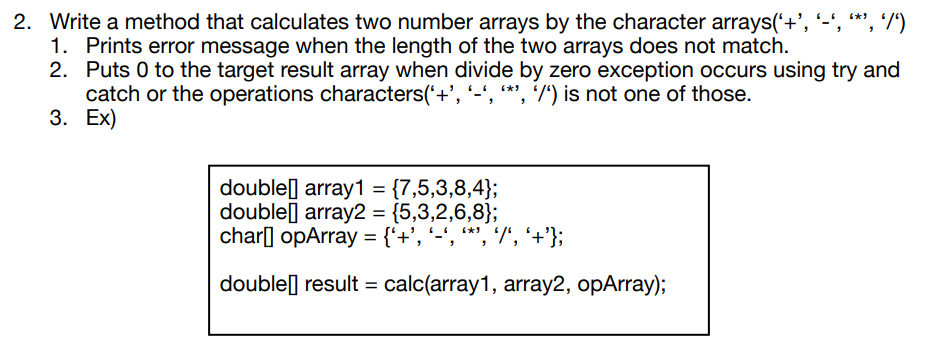 2. Write a method that calculates two number arrays by the character arrays(‘+’, ‘-‘, ‘*’, ‘/‘)
1. Prints error message when the length of the two arrays does not match.
2. Puts 0 to the target result array when divide by zero exception occurs using try and
catch or the operations characters(‘+’, ‘-‘, ‘*’, ‘/‘) is not one of those.
3. Ex)
double[] array1 = {7,5,3,8,4};
double[] array2 = {5,3,2,6,8};
char[] opArray = {‘+’, ‘-‘, ‘*’, ‘/‘, ‘+’};
double[] result = calc(array1, array2, opArray);